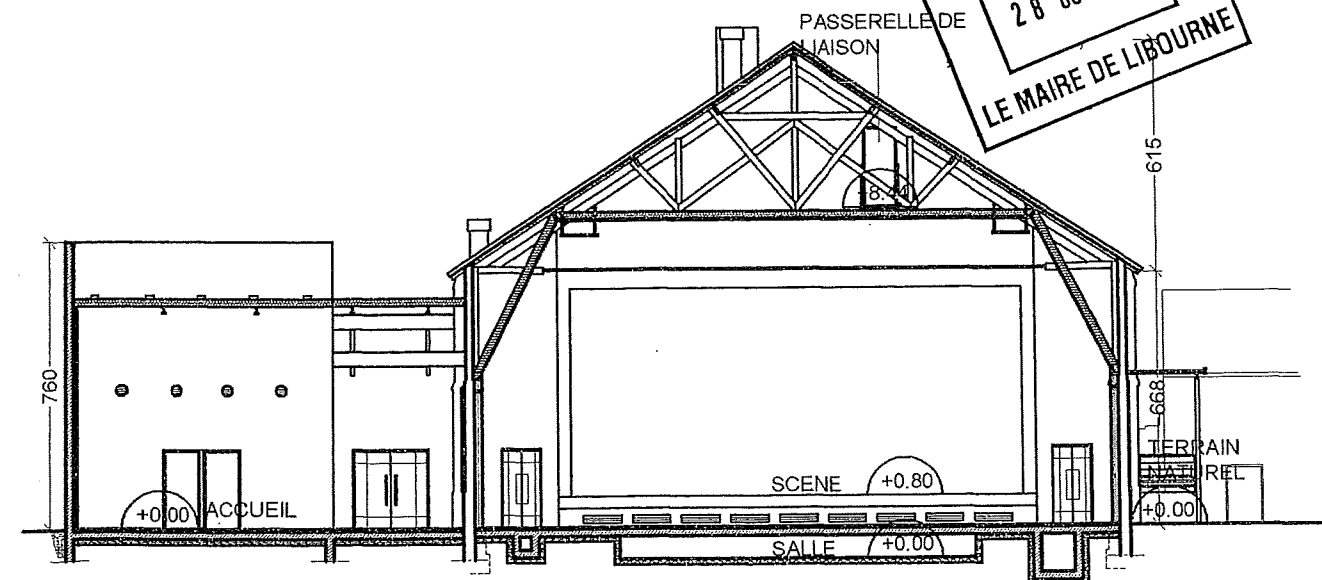 PASSERELLE DE
LIAISON
28
LE MAIRE DE LIBOURNE
615
+8.44
760
668
SCENE
+0.80
TERRAIN
NATUREL
+0.00
ACCUEIL
+0.00
SALLE
+0.00